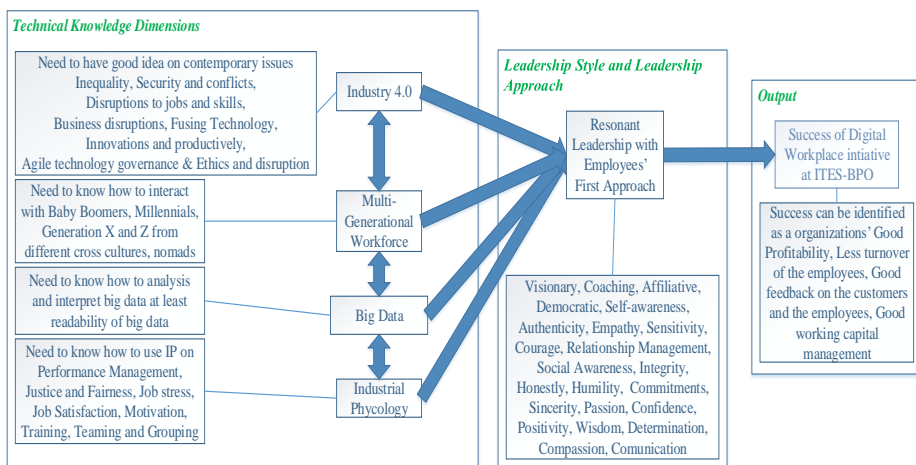 Technical Knowledge Dimensions
Need to have good idea on contemporary issues
Inequality, Security and conflicts,
Disruptions to jobs and skills,
Business disruptions, Fusing Technology,
Innovations and productively,
Agile technology governance & Ethics and disruption
Industry 4.0
Need to know how to interact
with Baby Boomers, Millennials,
Generation X and Z from
different cross cultures, nomads
Multi-
Generational
Workforce
Need to know how to analysis
and interpret big data at least
readability of big data
Big Data
Need to know how to use IP on
Performance Management,
Justice and Fairness, Job stress,
Job Satisfaction, Motivation,
Training, Teaming and Grouping
Industrial
Phycology
Leadership Style and Leadership
Approach
Resonant
Leadership with
Employees'
First Approach
Visionary, Coaching, Affiliative,
Democratic, Self-awareness,
Authenticity, Empathy, Sensitivity,
Courage, Relationship Management,
Social Awareness, Integrity,
Honestly, Humility, Commitments,
Sincerity, Passion, Confidence,
Positivity, Wisdom, Determination,
Compassion, Comunication
Output
Success of Digital
Workplace intiative
at ITES-BPO
Success can be identified
as a organizations' Good
Profitability, Less turnover
of the employees, Good
feedback on the customers
and the employees, Good
working capital
management